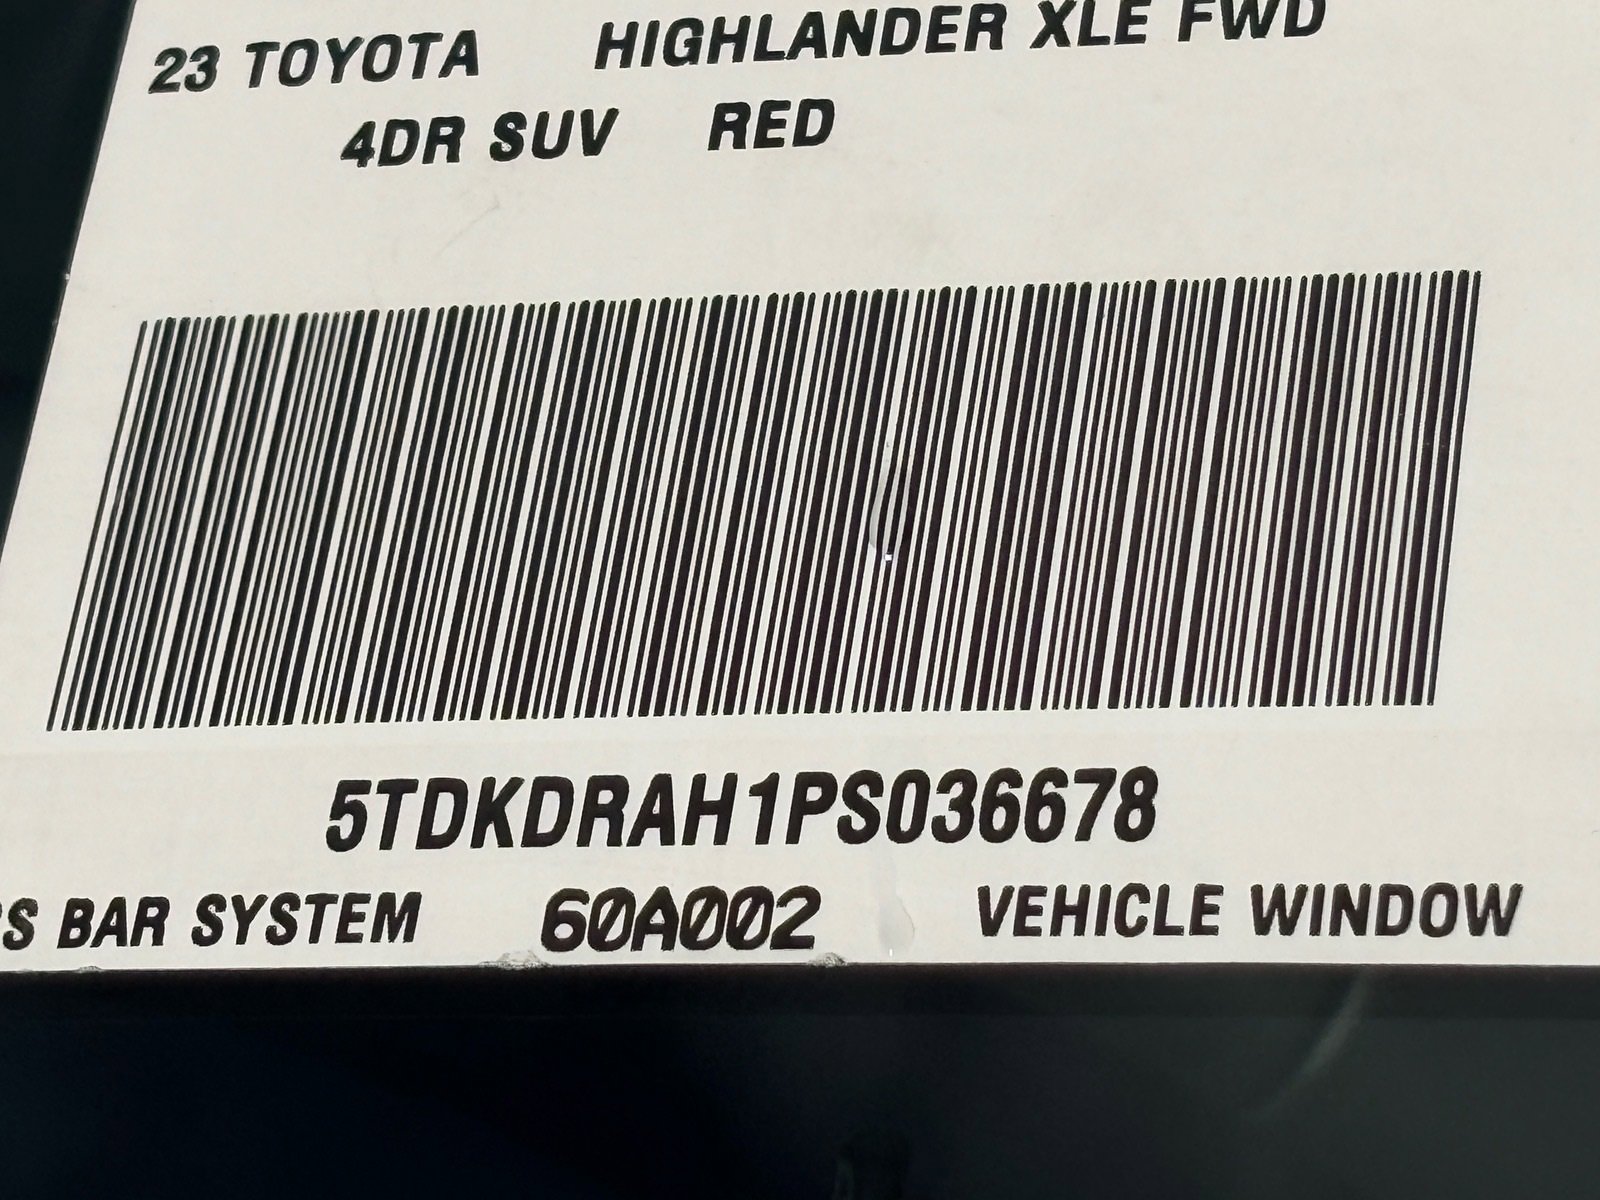 23 TOYOTA HIGHLANDER XLE FWD
4DR SUV RED
5TDKDRAH1PS036678
S BAR SYSTEM 60A002 VEHICLE WINDOW